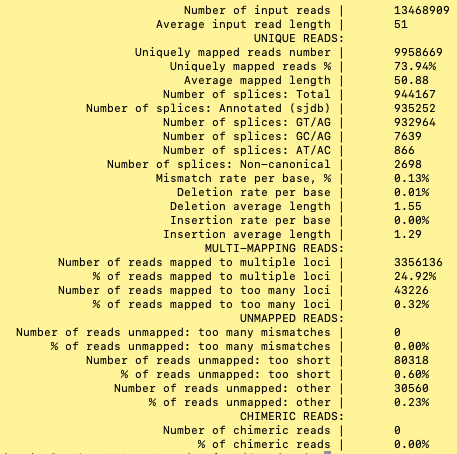 Number of input reads | 13468909
Average input read length | 51
UNIQUE READS:
Uniquely mapped reads number | 9958669
Uniquely mapped reads % | 73.94%
Average mapped length | 50.88
Number of splices: Total | 944167
Number of splices: Annotated (sjdb) | 935252
Number of splices: GT/AG | 932964
Number of splices: GC/AG | 7639
Number of splices: AT/AC | 866
Number of splices: Non-canonical | 2698
Mismatch rate per base, % | 0.13%
Deletion rate per base | 0.01%
Deletion average length | 1.55
Insertion rate per base | 0.00%
Insertion average length | 1.29
MULTI-MAPPING READS:
Number of reads mapped to multiple loci | 3356136
% of reads mapped to multiple loci | 24.92%
Number of reads mapped to too many loci | 43226
% of reads mapped to too many loci | 0.32%
UNMAPPED READS:
Number of reads unmapped: too many mismatches | 0
% of reads unmapped: too many mismatches | 0.00%
Number of reads unmapped: too short | 80318
% of reads unmapped: too short | 0.60%
Number of reads unmapped: other | 30560
% of reads unmapped: other | 0.23%
CHIMERIC READS:
Number of chimeric reads | 0
% of chimeric reads | 0.00%